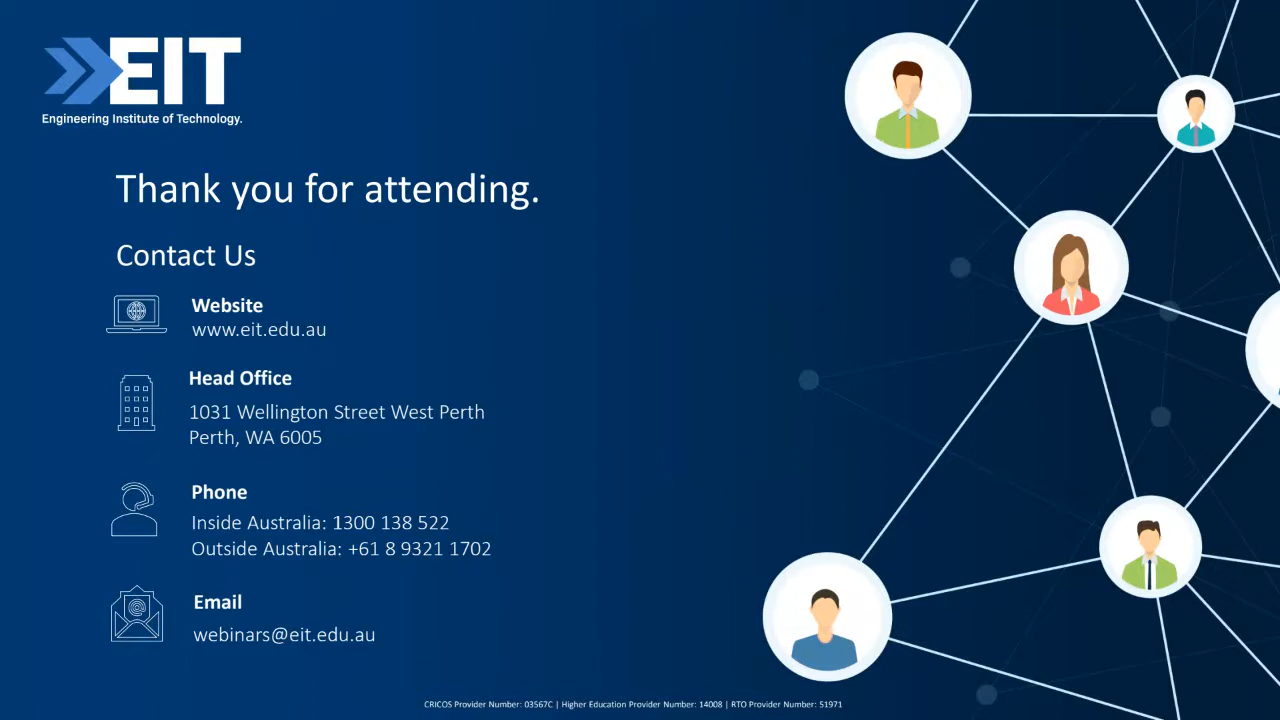 EIT
Engineering Institute of Technology.
Thank you for attending.
Contact Us
Website
www.eit.edu.au
Head Office
1031 Wellington Street West Perth
Perth, WA 6005
Phone
Inside Australia: 1300 138 522
Outside Australia: +61 8 9321 1702
Email
webinars@eit.edu.au
CRICOS Provider Number: 03567C | Higher Education Provider Number: 14008 | RTO Provider Number: 51971